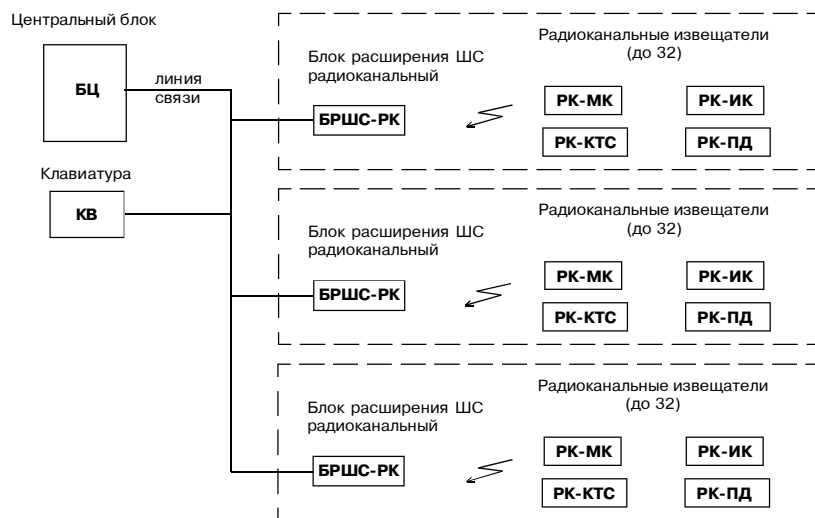 Центральный блок
БЦ
линия
связи
Клавиатура
КВ
Блок расширения ШС
радиоканальный
БРШС-РК
Радиоканальные извещатели
(до 32)
РК-МК
РК-ИК
РК-КТС
РК-ПД
Блок расширения ШС
радиоканальный
БРШС-РК
Радиоканальные извещатели
(до 32)
РК-МК
РК-ИК
РК-КТС
РК-ПД
Блок расширения ШС
радиоканальный
БРШС-РК
Радиоканальные извещатели
(до 32)
РК-МК
РК-ИК
РК-КТС
РК-ПД